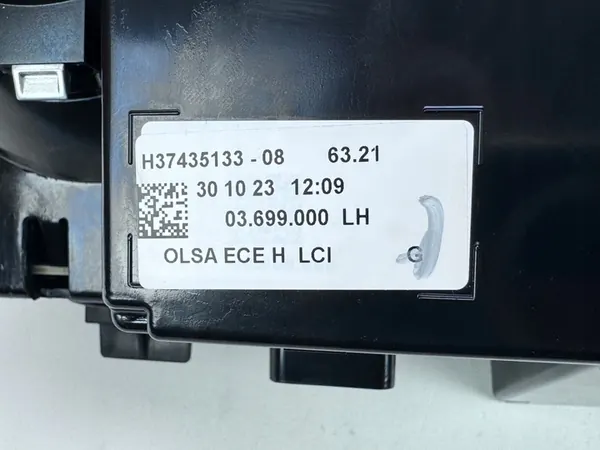 H37435133 - 08 63.21
30 10 23 12:09
03.699.000 LH
OLSA ECE H LCI G